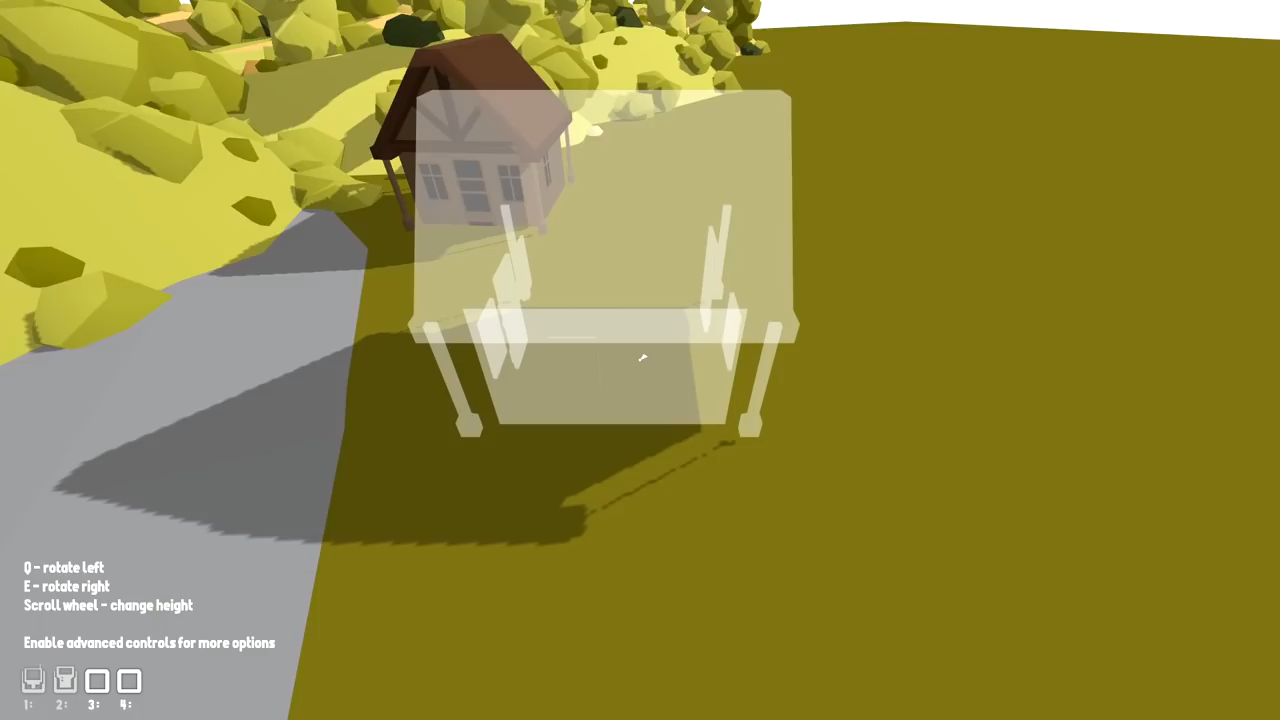 Q - rotate left
E - rotate right
Scroll wheel - change height
Enable advanced controls for more options
1: 2: 3: 4: